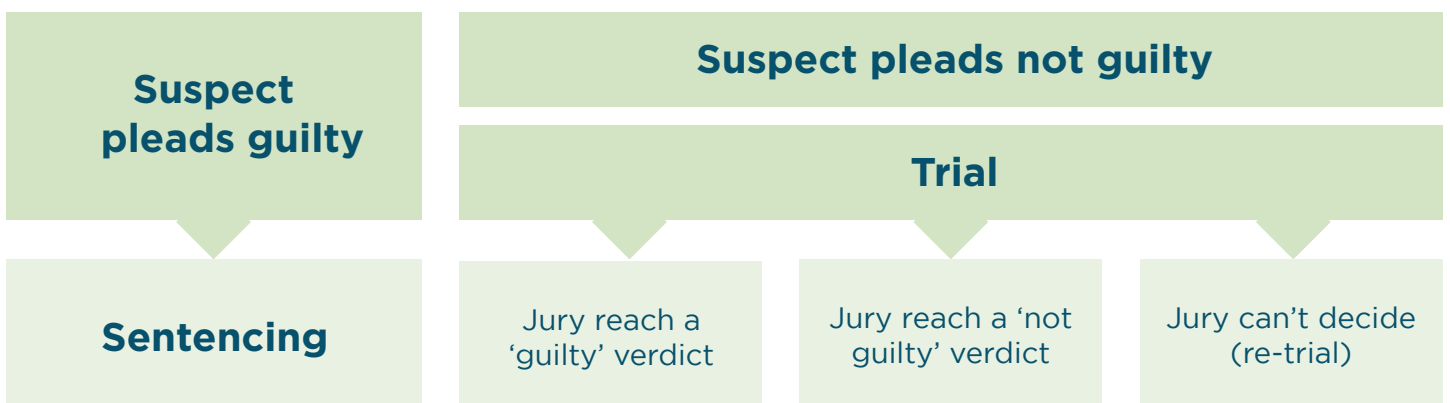 Suspect
pleads guilty
Suspect pleads not guilty
Trial
Sentencing
Jury reach a
‘guilty’ verdict
Jury reach a ‘not
guilty’ verdict
Jury can’t decide
(re-trial)